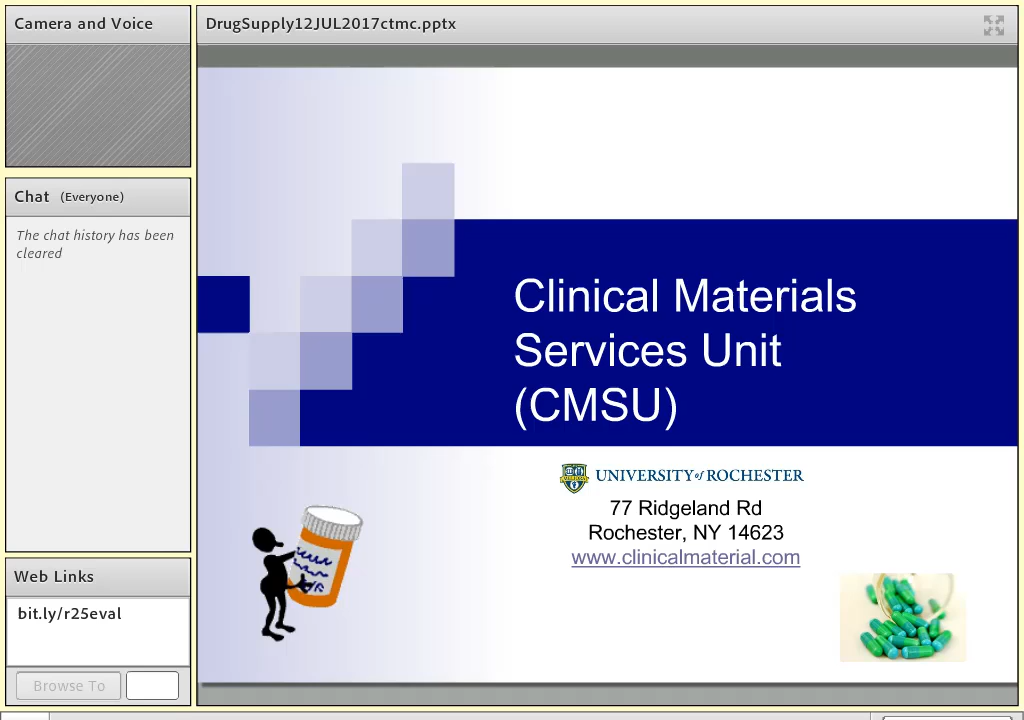 Camera and Voice
DrugSupply12JUL2017ctmc.pptx
Chat (Everyone)
The chat history has been
cleared
Clinical Materials
Services Unit
(CMSU)
UNIVERSITY of ROCHESTER
77 Ridgeland Rd
Rochester, NY 14623
www.clinicalmaterial.com
Web Links
bit.ly/r25eval
Browse To